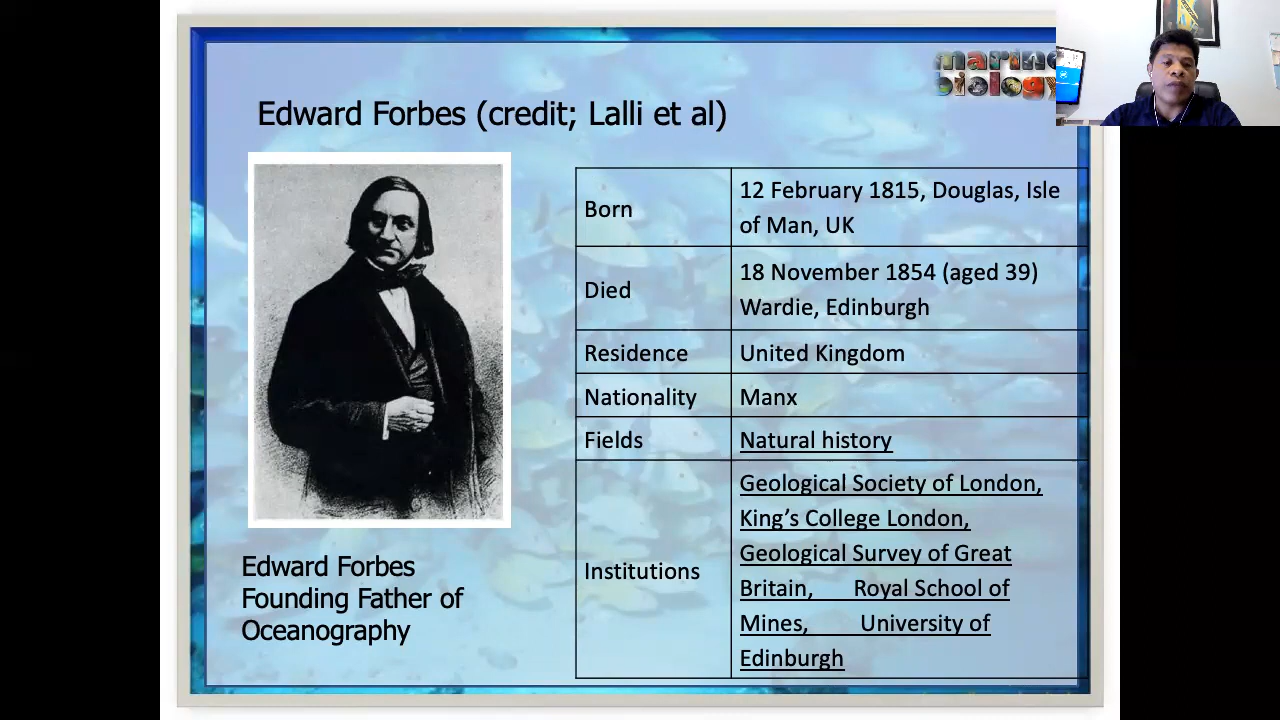 marine
biology
Edward Forbes (credit; Lalli et al)
Born
12 February 1815, Douglas, Isle
of Man, UK
Died
18 November 1854 (aged 39)
Wardie, Edinburgh
Residence
United Kingdom
Nationality
Manx
Fields
Natural history
Institutions
Geological Society of London,
King’s College London,
Geological Survey of Great
Britain, Royal School of
Mines, University of
Edinburgh
Edward Forbes
Founding Father of
Oceanography